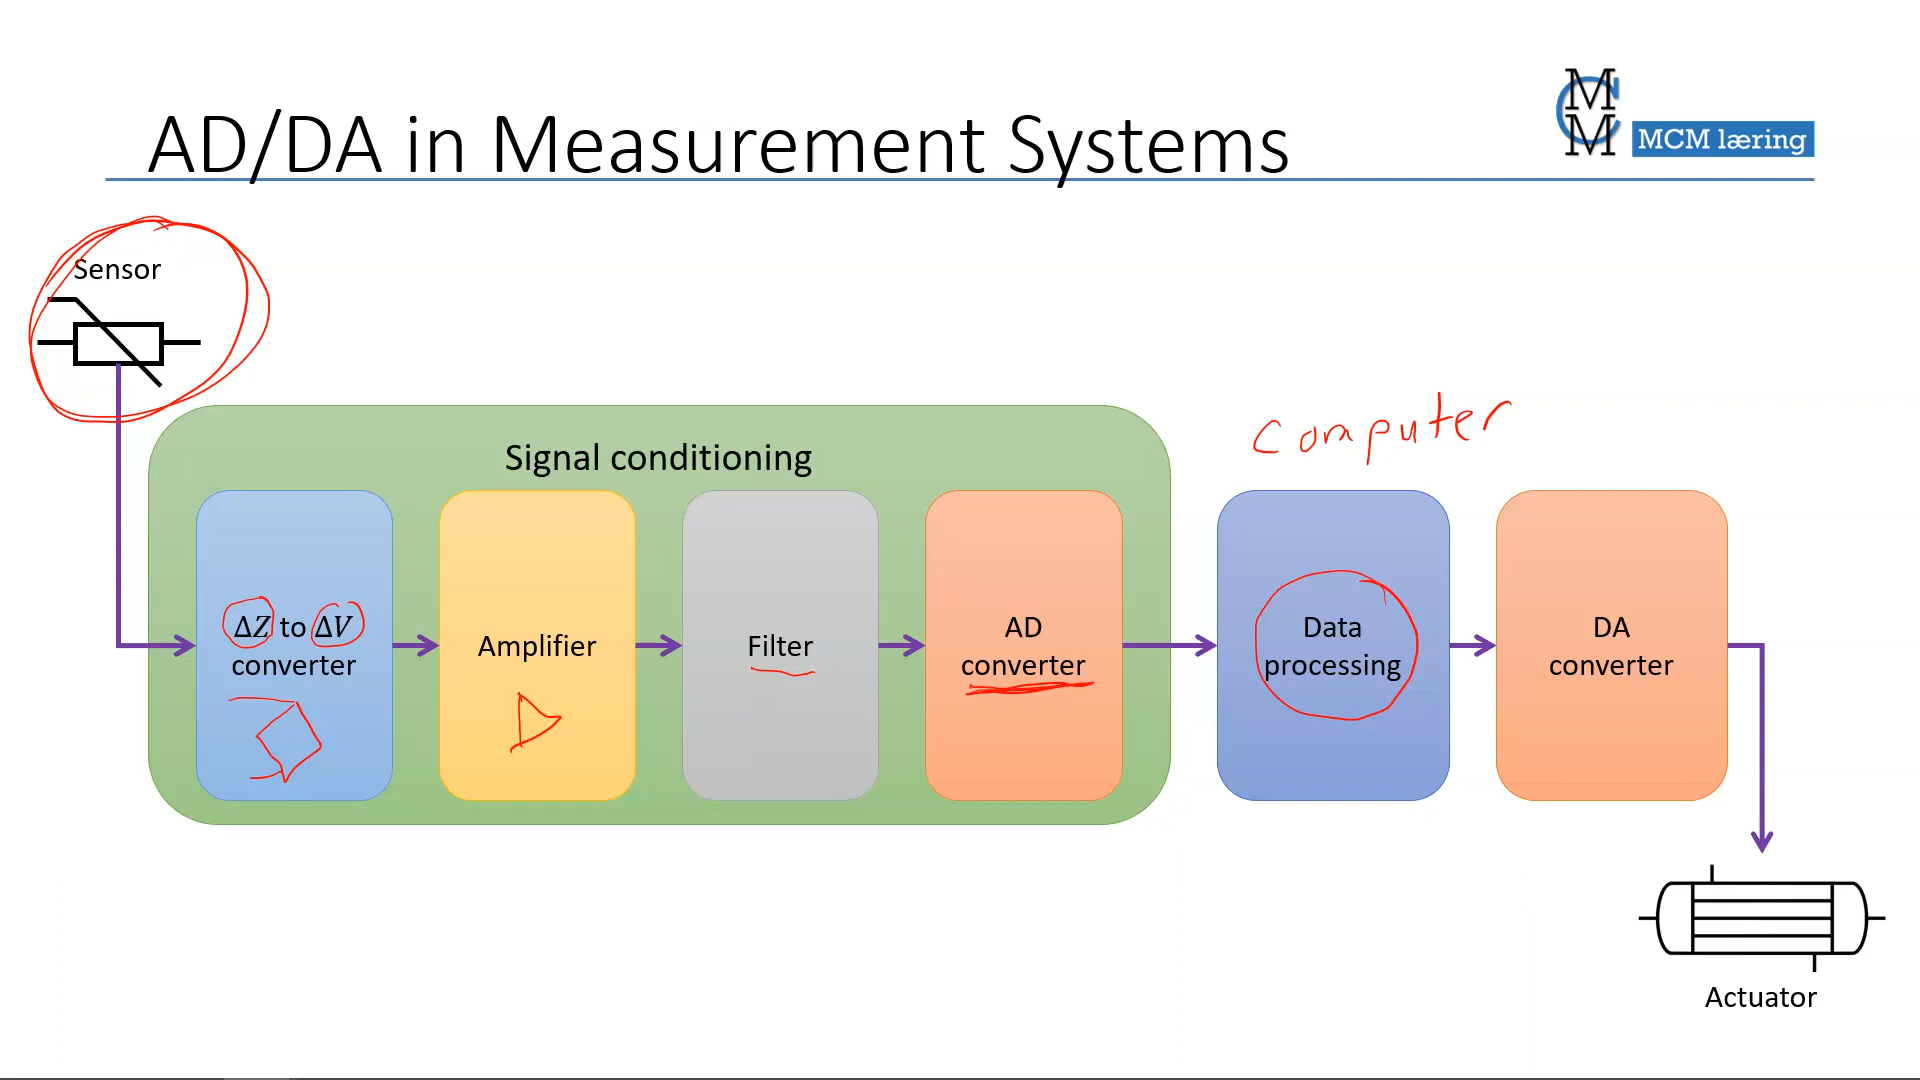 AD/DA in Measurement Systems
MCM
MCM læring
Sensor
Computer
Signal conditioning
ΔZ to ΔV
converter
Amplifier
Filter
AD
converter
Data
processing
DA
converter
Actuator